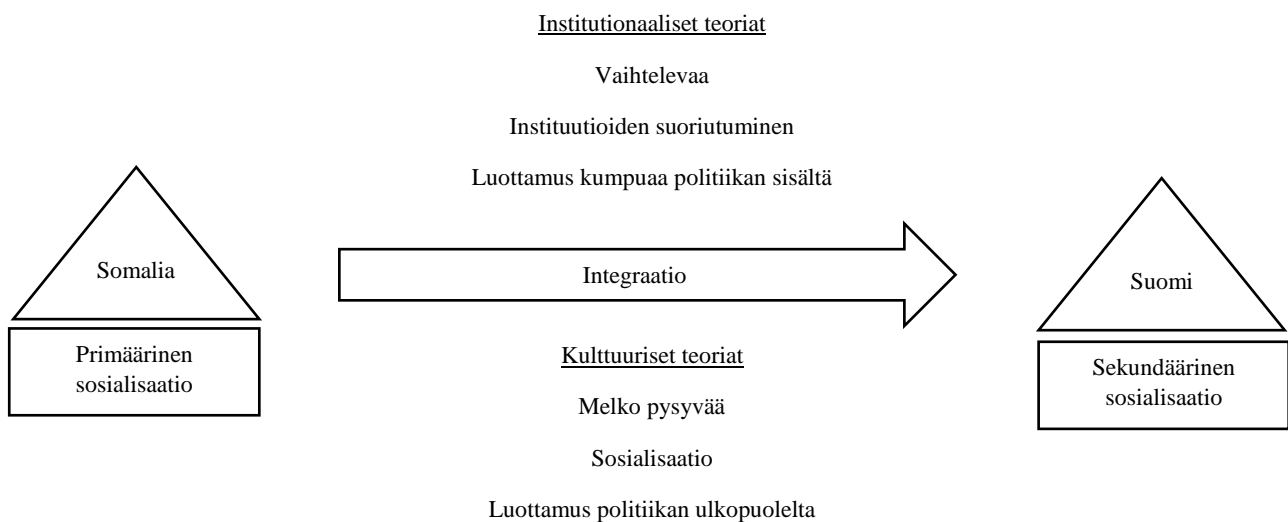 Institutionaaliset teoriat
Vaihtelevaa
Instituutioiden suoriutuminen
Luottamus kumpuaa politiikan sisältä
Somalia
Primäärinen
sosialisaatio
Integraatio
Suomi
Sekundäärinen
sosialisaatio
Kulttuuriset teoriat
Melko pysyvää
Sosialisaatio
Luottamus politiikan ulkopuolelta